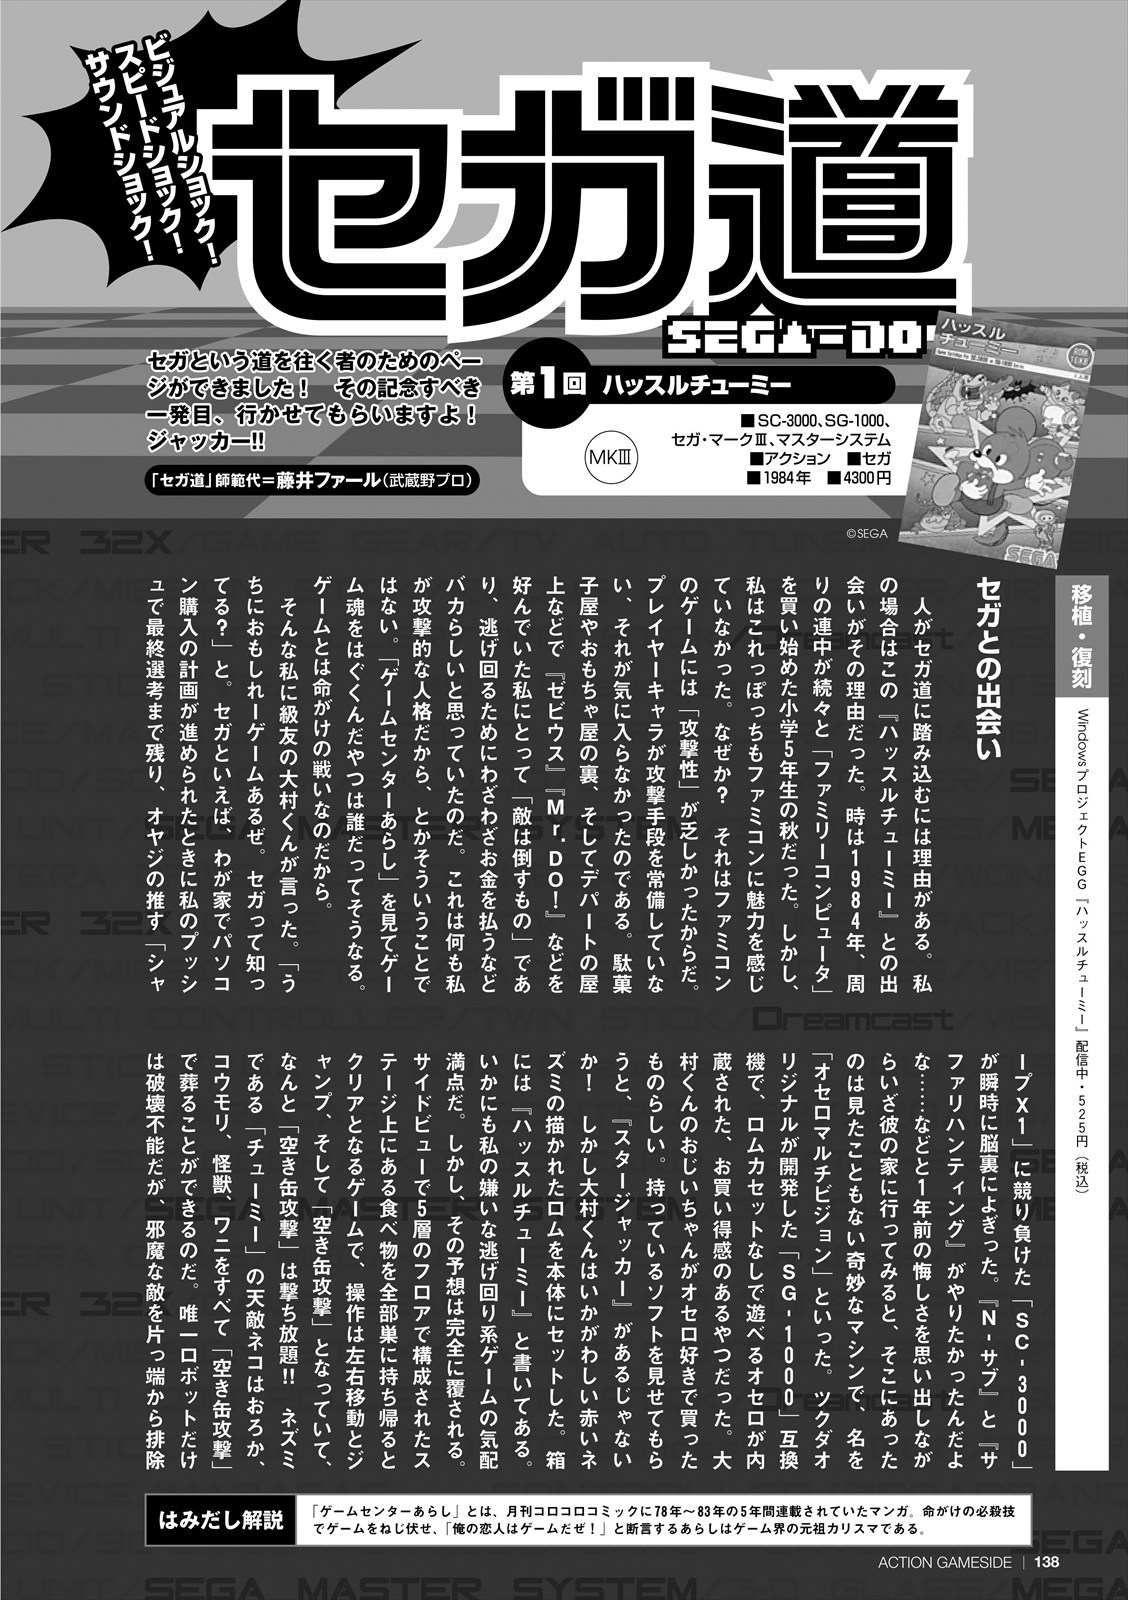 ビジュアルショック!
スピードショック!
サウンドショック!
セガ道
SEGA-DO
セガという道を往く者のためのペー
ジができました! その記念すべき
一発目、行かせてもらいますよ!
ジャッカー!!
「セガ道」師範代=藤井ファール(武蔵野プロ)
第1回 ハッスルチューミー
MKⅢ
■SC-3000、SG-1000、
セガ・マークⅢ、マスターシステム
■アクション ■セガ
■1984年 ■4300円
ハッスル
チューミー
SEGA
©SEGA
移植・復刻
WindowsプロジェクトEGG『ハッスルチューミー』配信中・525円(税込)
セガとの出会い
人がセガ道に踏み込むには理由がある。私
の場合はこの『ハッスルチューミー』との出
会いがその理由だった。時は1984年、周
りの連中が続々と「ファミリーコンピュータ」
を買い始めた小学5年生の秋だった。しかし、
私はこれっぽっちもファミコンに魅力を感じ
ていなかった。なぜか? それはファミコン
のゲームには「攻撃性」が乏しかったからだ。
プレイヤーキャラが攻撃手段を常備していな
い、それが気に入らなかったのである。駄菓
子屋やおもちゃ屋の裏、そしてデパートの屋
上などで『ゼビウス』『Mr.DO!』などを
好んでいた私にとって「敵は倒すもの」であ
り、逃げ回るためにわざわざお金を払うなど
バカらしいと思っていたのだ。これは何も私
が攻撃的な人格だから、とかそういうことで
はない。「ゲームセンターあらし」を見てゲー
ム魂をはぐくんだやつは誰だってそうなる。
ゲームとは命がけの戦いなのだから。
そんな私に級友の大村くんが言った。「う
ちにおもしれーゲームあるぜ。セガって知っ
てる?」と。セガといえば、わが家でパソコ
ン購入の計画が進められたときに私のプッシ
ュで最終選考まで残り、オヤジの推す「シャ
ープX1」に競り負けた「SC-3000」
が瞬時に脳裏によぎった。『N-サブ』と『サ
ファリハンティング』がやりたかったんだよ
な……などと1年前の悔しさを思い出しなが
らいざ彼の家に行ってみると、そこにあった
のは見たこともない奇妙なマシンで、名を
「オセロマルチビジョン」といった。ツクダオ
リジナルが開発した「SG-1000」互換
機で、ロムカセットなしで遊べるオセロが内
蔵された、お買い得感のあるやつだった。大
村くんのおじいちゃんがオセロ好きで買った
ものらしい。持っているソフトを見せてもら
うと、『スタージャッカー』があるじゃない
か! しかし大村くんはいかがわしい赤いネ
ズミの描かれたロムを本体にセットした。箱
には『ハッスルチューミー』と書いてある。
いかにも私の嫌いな逃げ回り系ゲームの気配
満点だ。しかし、その予想は完全に覆される。
サイドビューで5層のフロアで構成されたス
テージ上にある食べ物を全部巣に持ち帰ると
クリアとなるゲームで、操作は左右移動とジ
ャンプ、そして「空き缶攻撃」となっていて、
なんと「空き缶攻撃」は撃ち放題!! ネズミ
である「チューミー」の天敵ネコはおろか、
コウモリ、怪獣、ワニをすべて「空き缶攻撃」
で葬ることができるのだ。唯一ロボットだけ
は破壊不能だが、邪魔な敵を片っ端から排除
はみだし解説
「ゲームセンターあらし」とは、月刊コロコロコミックに78年～83年の5年間連載されていたマンガ。命がけの必殺技
でゲームをねじ伏せ、「俺の恋人はゲームだぜ!」と断言するあらしはゲーム界の元祖カリスマである。
ACTION GAMESIDE | 138